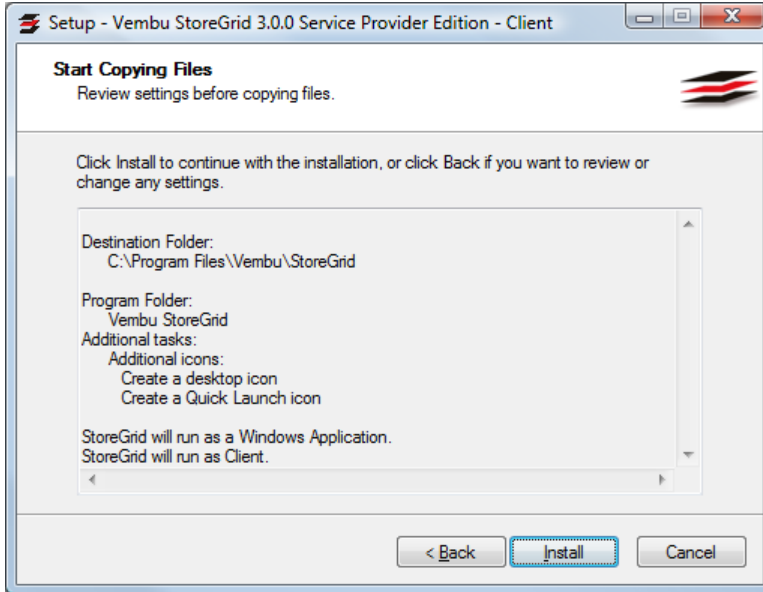 Setup - Vembu StoreGrid 3.0.0 Service Provider Edition - Client
Start Copying Files
Review settings before copying files.
Click Install to continue with the installation, or click Back if you want to review or
change any settings.
Destination Folder:
C:\Program Files\Vembu\StoreGrid
Program Folder:
Vembu StoreGrid
Additional tasks:
Additional icons:
Create a desktop icon
Create a Quick Launch icon
StoreGrid will run as a Windows Application.
StoreGrid will run as Client.
< Back
Install
Cancel